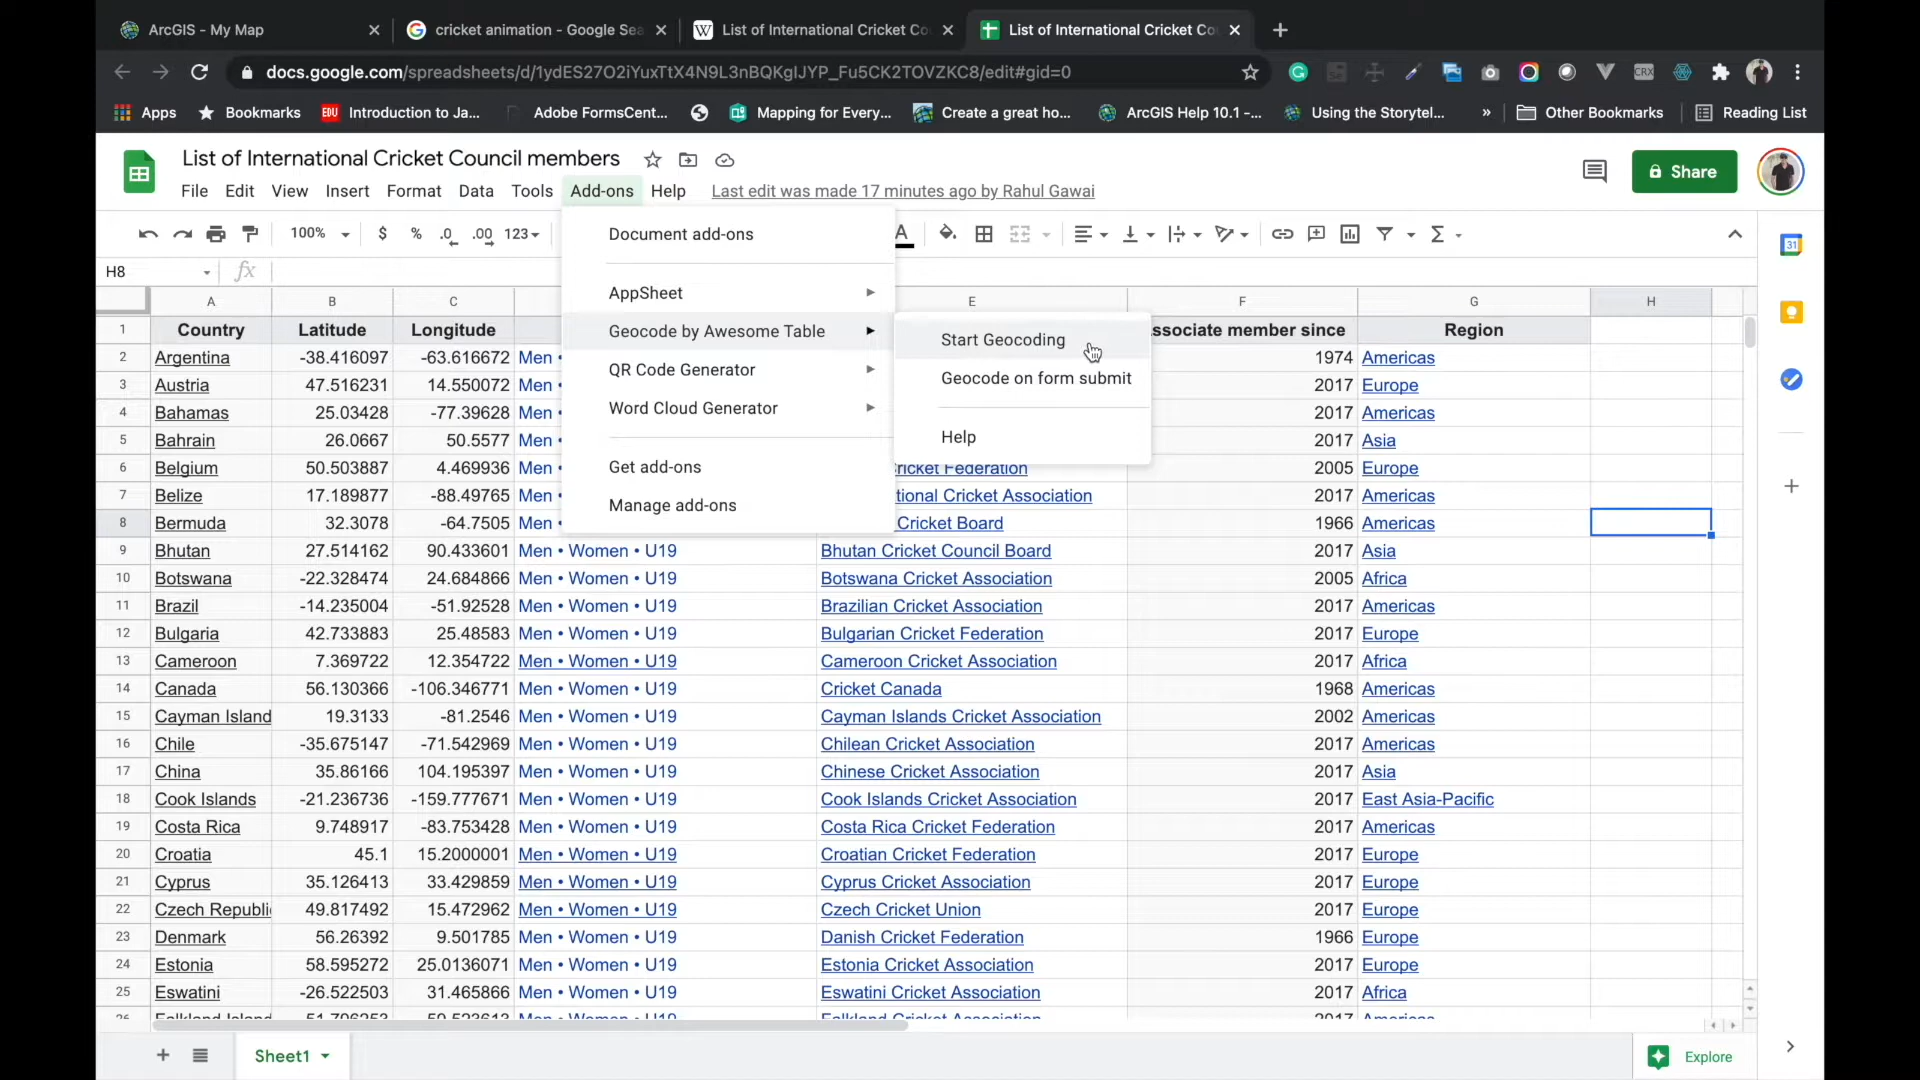 ArcGIS - My Map
cricket animation - Google Sea
List of International Cricket Co
List of International Cricket Co
docs.google.com/spreadsheets/d/1ydES27O2iYuxTtX4N9L3nBQKgIJYP_Fu5CK2TOVZKC8/edit#gid=0
Apps Bookmarks Introduction to Ja... Adobe FormsCent... Mapping for Every... Create a great ho... ArcGIS Help 10.1 -... Using the Storytel... » Other Bookmarks Reading List
List of International Cricket Council members
Share
File Edit View Insert Format Data Tools Add-ons Help Last edit was made 17 minutes ago by Rahul Gawai
100% $ % .0 .00 123 A Σ
H8 fx
Document add-ons
AppSheet
Geocode by Awesome Table
QR Code Generator
Word Cloud Generator
Get add-ons
Manage add-ons
Start Geocoding
Geocode on form submit
Help
A B C E F G H
1 Country Latitude Longitude ssociate member since Region
2 Argentina -38.416097 -63.616672 Men • 1974 Americas
3 Austria 47.516231 14.550072 Men • 2017 Europe
4 Bahamas 25.03428 -77.39628 Men • 2017 Americas
5 Bahrain 26.0667 50.5577 Men • 2017 Asia
6 Belgium 50.503887 4.469936 Men • ricket Federation 2005 Europe
7 Belize 17.189877 -88.49765 Men • tional Cricket Association 2017 Americas
8 Bermuda 32.3078 -64.7505 Men • Cricket Board 1966 Americas
9 Bhutan 27.514162 90.433601 Men • Women • U19 Bhutan Cricket Council Board 2017 Asia
10 Botswana -22.328474 24.684866 Men • Women • U19 Botswana Cricket Association 2005 Africa
11 Brazil -14.235004 -51.92528 Men • Women • U19 Brazilian Cricket Association 2017 Americas
12 Bulgaria 42.733883 25.48583 Men • Women • U19 Bulgarian Cricket Federation 2017 Europe
13 Cameroon 7.369722 12.354722 Men • Women • U19 Cameroon Cricket Association 2017 Africa
14 Canada 56.130366 -106.346771 Men • Women • U19 Cricket Canada 1968 Americas
15 Cayman Island 19.3133 -81.2546 Men • Women • U19 Cayman Islands Cricket Association 2002 Americas
16 Chile -35.675147 -71.542969 Men • Women • U19 Chilean Cricket Association 2017 Americas
17 China 35.86166 104.195397 Men • Women • U19 Chinese Cricket Association 2017 Asia
18 Cook Islands -21.236736 -159.777671 Men • Women • U19 Cook Islands Cricket Association 2017 East Asia-Pacific
19 Costa Rica 9.748917 -83.753428 Men • Women • U19 Costa Rica Cricket Federation 2017 Americas
20 Croatia 45.1 15.2000001 Men • Women • U19 Croatian Cricket Federation 2017 Europe
21 Cyprus 35.126413 33.429859 Men • Women • U19 Cyprus Cricket Association 2017 Europe
22 Czech Republi 49.817492 15.472962 Men • Women • U19 Czech Cricket Union 2017 Europe
23 Denmark 56.26392 9.501785 Men • Women • U19 Danish Cricket Federation 1966 Europe
24 Estonia 58.595272 25.0136071 Men • Women • U19 Estonia Cricket Association 2017 Europe
25 Eswatini -26.522503 31.465866 Men • Women • U19 Eswatini Cricket Association 2017 Africa
Sheet1
Explore